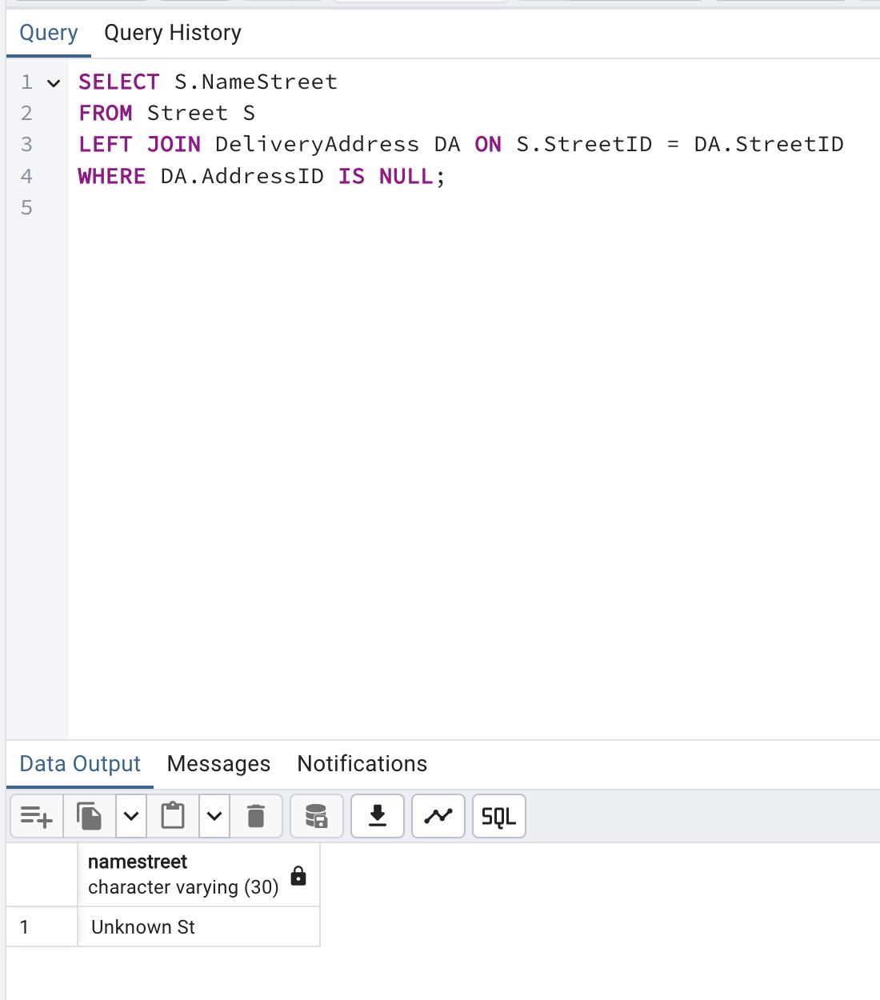 Query Query History
1 SELECT S.NameStreet
2 FROM Street S
3 LEFT JOIN DeliveryAddress DA ON S.StreetID = DA.StreetID
4 WHERE DA.AddressID IS NULL;
5
Data Output Messages Notifications
SQL
namestreet
character varying (30)
1 Unknown St